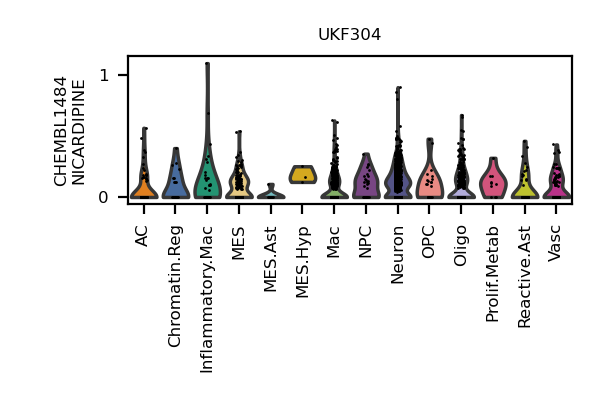 UKF304
CHEMBL1484
NICARDIPINE
1
0
AC
Chromatin.Reg
Inflammatory.Mac
MES
MES.Ast
MES.Hyp
Mac
NPC
Neuron
OPC
Oligo
Prolif.Metab
Reactive.Ast
Vasc